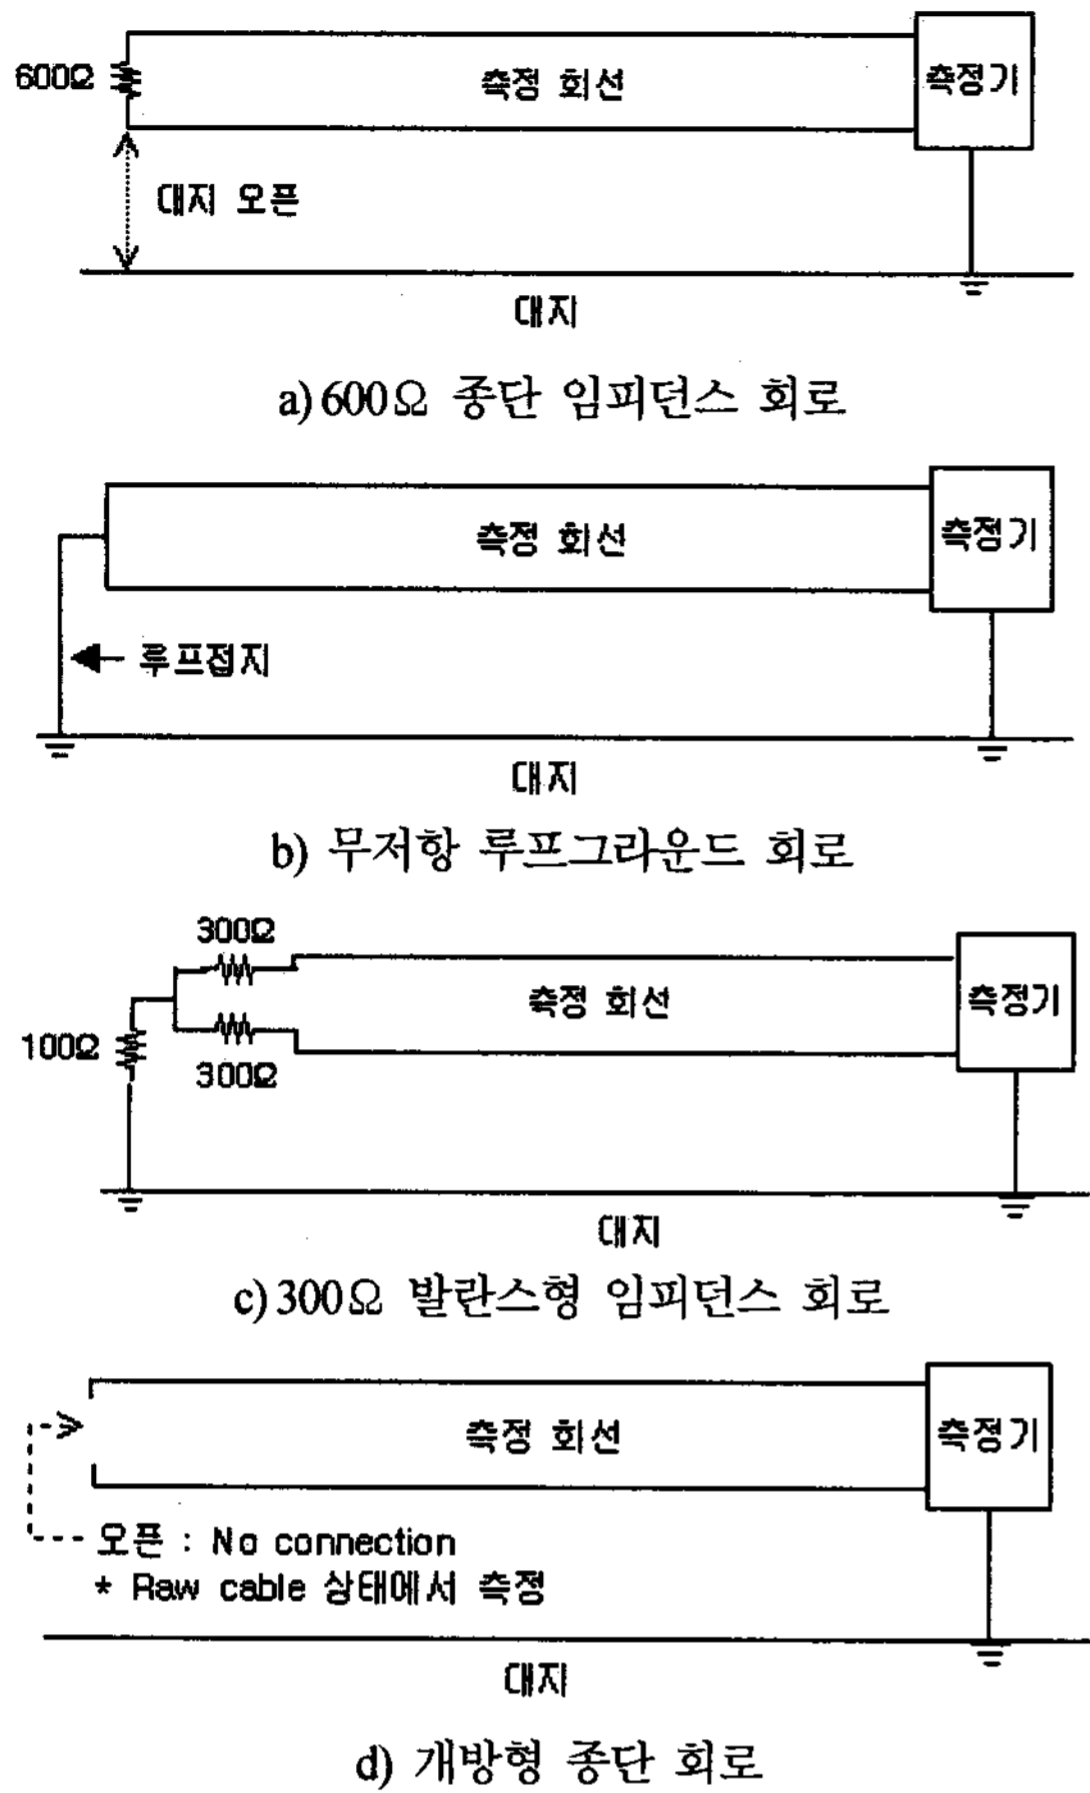 600Ω
측정 회선
측정기
대지 오픈
대지
a) 600Ω 종단 임피던스 회로
측정 회선
측정기
루프접지
대지
b) 무저항 루프그라운드 회로
300Ω
측정 회선
측정기
100Ω
300Ω
대지
c) 300Ω 발란스형 임피던스 회로
측정 회선
측정기
오픈 : No connection
* Raw cable 상태에서 측정
대지
d) 개방형 종단 회로